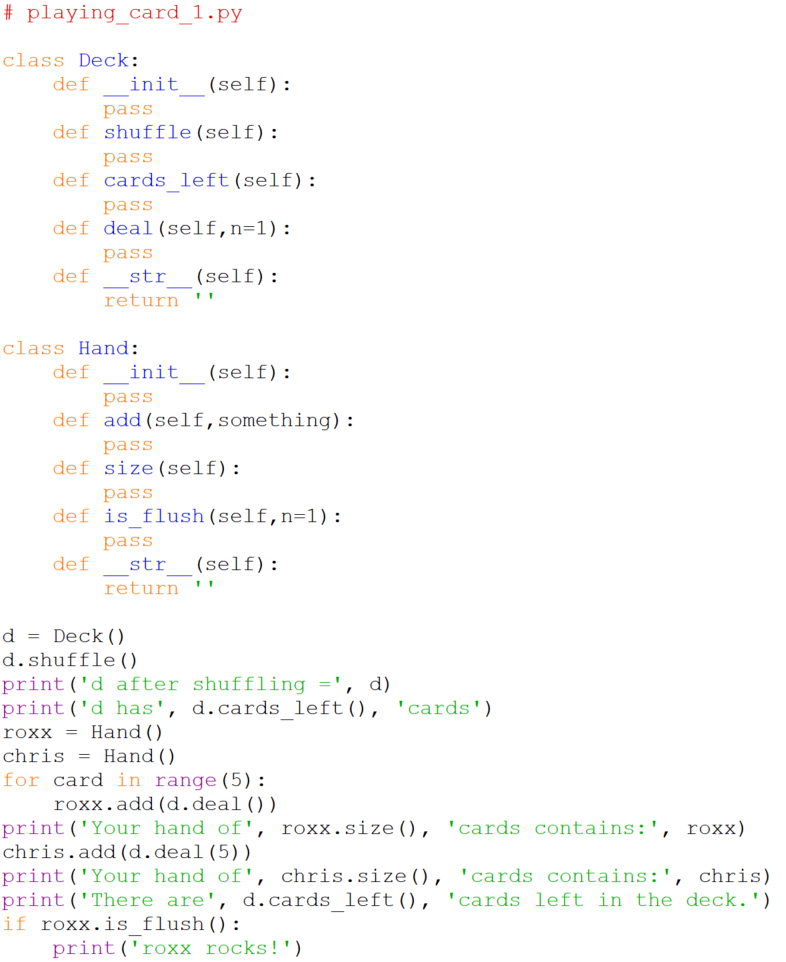 # playing_card_1.py

class Deck:
    def __init__(self):
        pass
    def shuffle(self):
        pass
    def cards_left(self):
        pass
    def deal(self,n=1):
        pass
    def __str__(self):
        return ''

class Hand:
    def __init__(self):
        pass
    def add(self,something):
        pass
    def size(self):
        pass
    def is_flush(self,n=1):
        pass
    def __str__(self):
        return ''

d = Deck()
d.shuffle()
print('d after shuffling =', d)
print('d has', d.cards_left(), 'cards')
roxx = Hand()
chris = Hand()
for card in range(5):
    roxx.add(d.deal())
print('Your hand of', roxx.size(), 'cards contains:', roxx)
chris.add(d.deal(5))
print('Your hand of', chris.size(), 'cards contains:', chris)
print('There are', d.cards_left(), 'cards left in the deck.')
if roxx.is_flush():
    print('roxx rocks!')